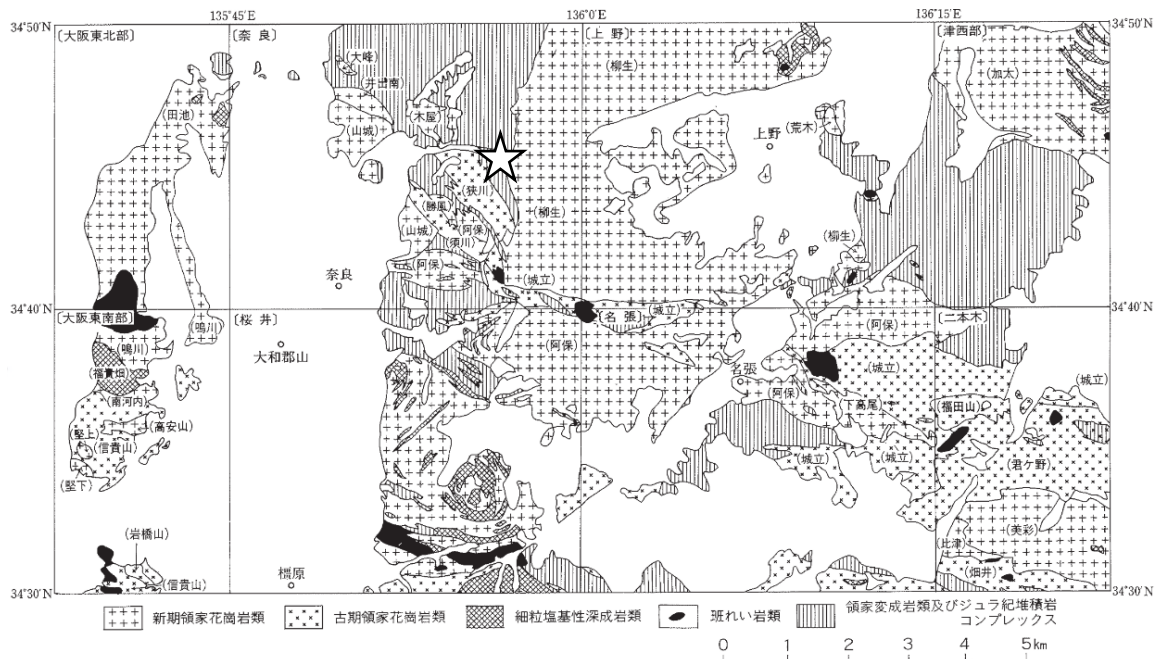 135°45′E
136°0′E
136°15′E
34°50′N
〔大阪東北部〕
〔奈 良〕
〔上 野〕
〔津西部〕
34°50′N
(大峰)
(柳生)
(加太)
井出南)
(田池)
(木屋)
(山城)
上野
(荒木)
(狭川)
(勝風)
(柳生)
(山城)
(阿保)
(須川)
(柳生)
(阿保)
奈良
(城立)
34°40′N
〔大阪東南部〕
(鳴川)
〔桜 井〕
〔名 張〕
(城立)
〔二本木〕
34°40′N
(阿保)
(鳴川)
大和郡山
(阿保)
(福貴畑)
名張
(城立)
(城立)
(南河内)
(阿保)
下高尾
(福田山)
(高安山)
(堅上)
(信貴山)
(城立)
(城立)
(君ケ野)
(堅下)
(岩橋山)
(美彩)
(比津)
(信貴山)
橿原
(畑井)
34°30′N
34°30′N
新期領家花崗岩類
古期領家花崗岩類
細粒塩基性深成岩類
斑れい岩類
領家変成岩類及びジュラ紀堆積岩
コンプレックス
0 1 2 3 4 5km